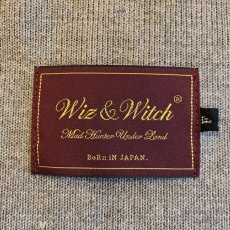 Wiz & Witch®
Mad Hunter Under Land
BoRn iN JAPAN.